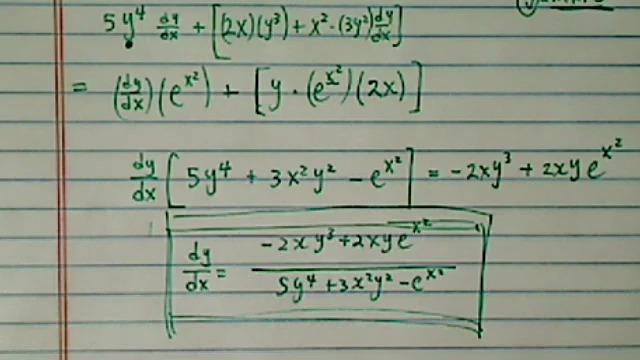 5y⁴ dy/dx + [(2x)(y³) + x² · (3y²) dy/dx]
= (dy/dx)(e^x²) + [y · (e^x²)(2x)]
dy/dx [5y⁴ + 3x²y² - e^x²] = -2xy³ + 2xye^x²
dy/dx = (-2xy³ + 2xye^x²)/(5y⁴ + 3x²y² - e^x²)